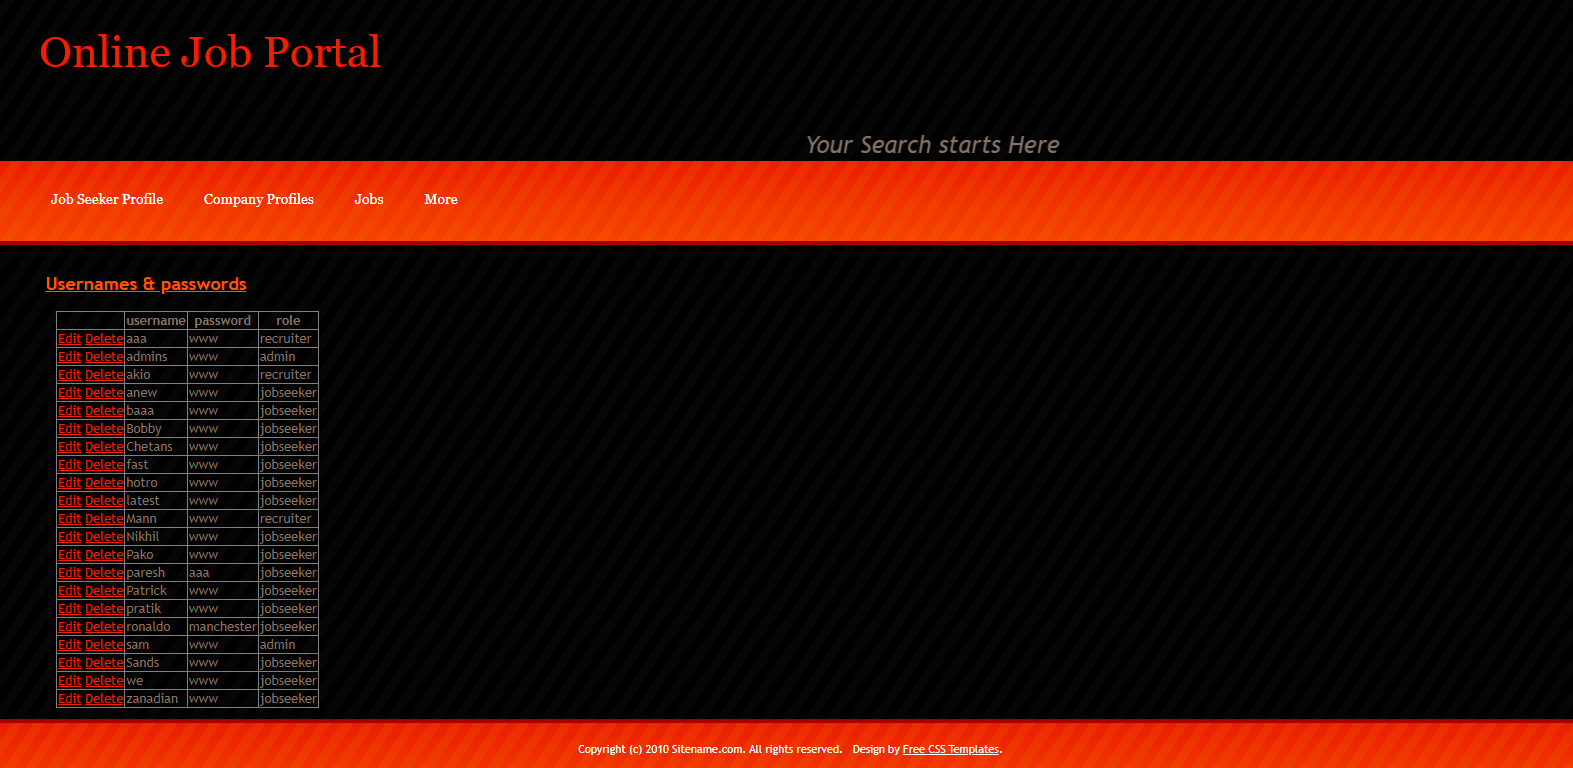 Online Job Portal
Your Search starts Here
Job Seeker Profile Company Profiles Jobs More
Usernames & passwords
username password role
Edit Delete aaa www recruiter
Edit Delete admins www admin
Edit Delete akio www recruiter
Edit Delete anew www jobseeker
Edit Delete baaa www jobseeker
Edit Delete Bobby www jobseeker
Edit Delete Chetans www jobseeker
Edit Delete fast www jobseeker
Edit Delete hotro www jobseeker
Edit Delete latest www jobseeker
Edit Delete Mann www recruiter
Edit Delete Nikhil www jobseeker
Edit Delete Pako www jobseeker
Edit Delete paresh aaa jobseeker
Edit Delete Patrick www jobseeker
Edit Delete pratik www jobseeker
Edit Delete ronaldo manchester jobseeker
Edit Delete sam www admin
Edit Delete Sands www jobseeker
Edit Delete we www jobseeker
Edit Delete zanadian www jobseeker
Copyright (c) 2010 Sitename.com. All rights reserved. Design by Free CSS Templates.